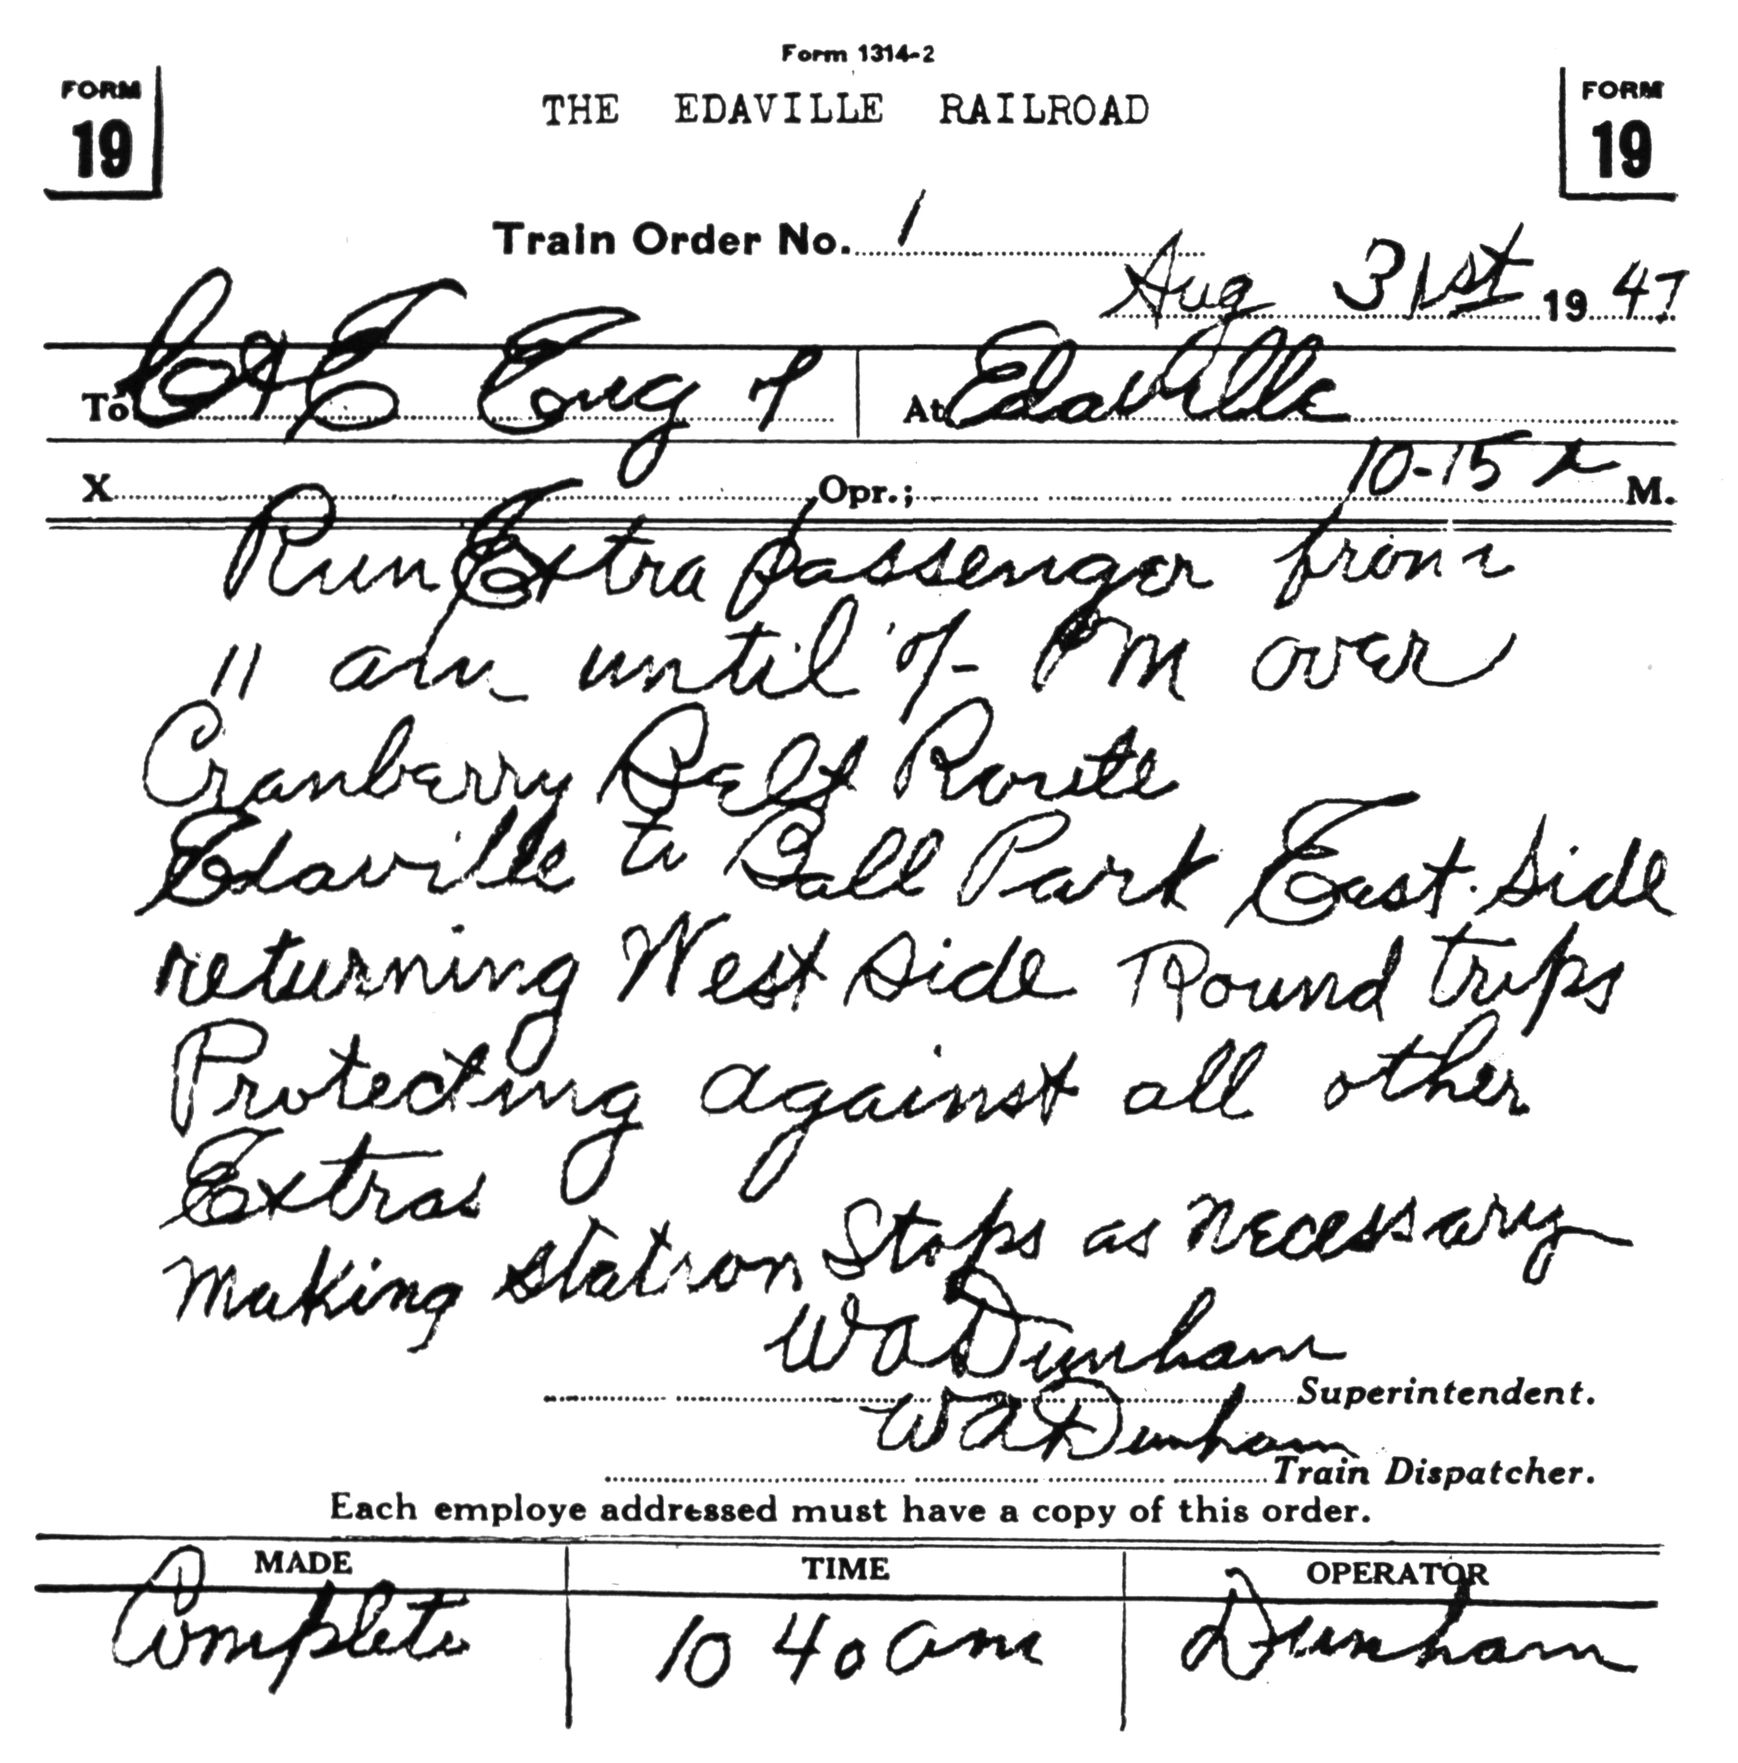 Form 1314-2
FORM 19 THE EDAVILLE RAILROAD FORM 19
Train Order No. 1
Aug 31st 1947
To C&E Eng 7 At Edaville
X Opr.; 10-15 A M.
Run Extra passenger from
11 am until 7 PM over
Cranberry Belt Route
Edaville to Ball Park East Side
returning West Side Round trips
Protecting against all other
Extras
Making station Stops as necessary
WA Dunham
Superintendent.
WA Dunham
Train Dispatcher.
Each employe addressed must have a copy of this order.
MADE TIME OPERATOR
Complete 10 40 am Dunham